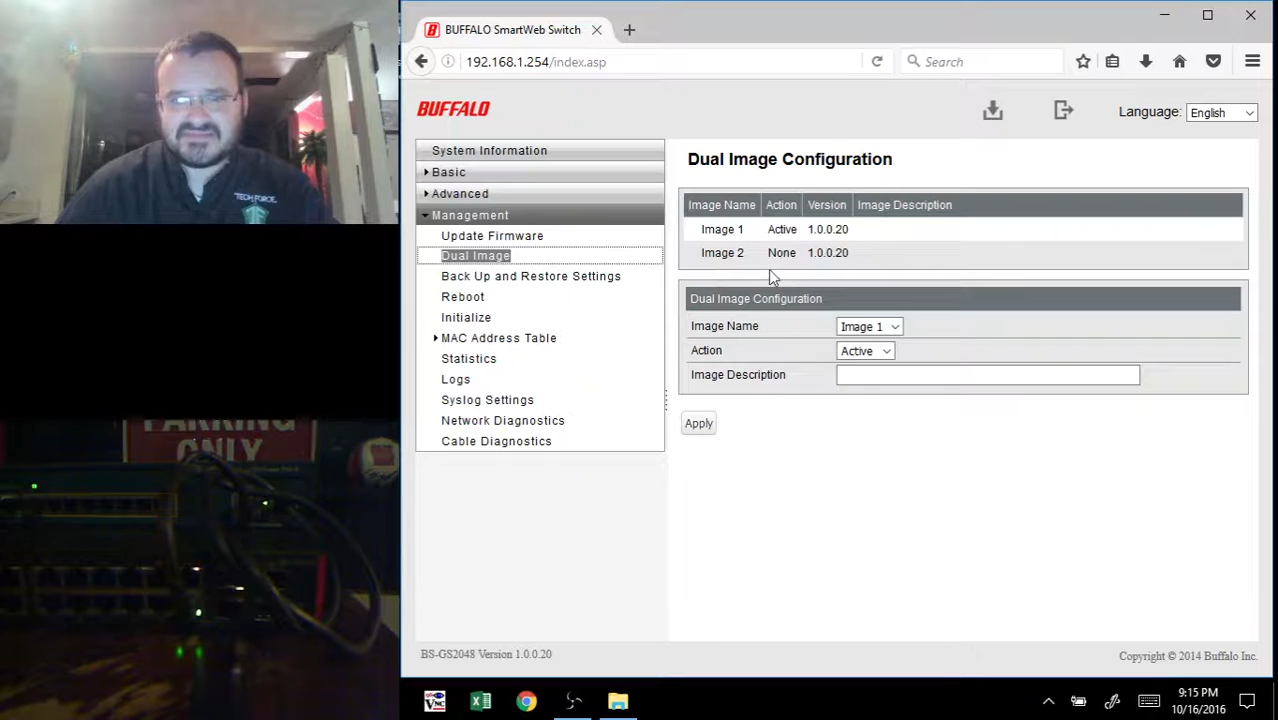 BUFFALO SmartWeb Switch
192.168.1.254/index.asp
Search
BUFFALO
Language: English
System Information
Basic
Advanced
Management
Update Firmware
Dual Image
Back Up and Restore Settings
Reboot
Initialize
MAC Address Table
Statistics
Logs
Syslog Settings
Network Diagnostics
Cable Diagnostics
Dual Image Configuration
Image Name Action Version Image Description
Image 1 Active 1.0.0.20
Image 2 None 1.0.0.20
Dual Image Configuration
Image Name Image 1
Action Active
Image Description
Apply
BS-GS2048 Version 1.0.0.20
Copyright © 2014 Buffalo Inc.
"TECH FORCE
PARKING
ONLY
9:15 PM
10/16/2016